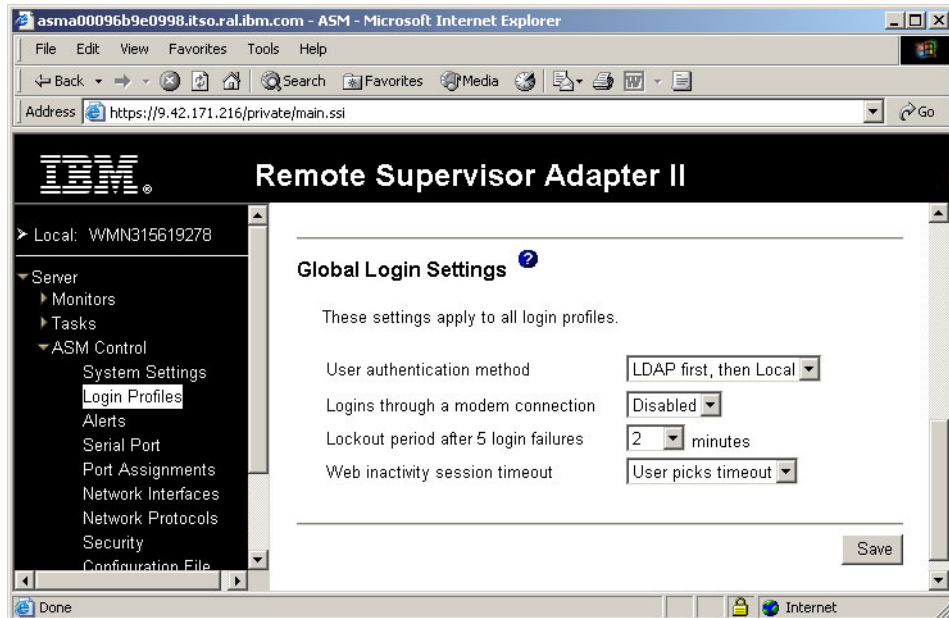 asma00096b9e0998.itso.ral.ibm.com - ASM - Microsoft Internet Explorer
File Edit View Favorites Tools Help
Back Search Favorites Media
Address https://9.42.171.216/private/main.ssi Go
IBM® Remote Supervisor Adapter II
Local: WMN315619278
Server
Monitors
Tasks
ASM Control
System Settings
Login Profiles
Alerts
Serial Port
Port Assignments
Network Interfaces
Network Protocols
Security
Configuration File
Global Login Settings ?
These settings apply to all login profiles.
User authentication method LDAP first, then Local
Logins through a modem connection Disabled
Lockout period after 5 login failures 2 minutes
Web inactivity session timeout User picks timeout
Save
Done Internet